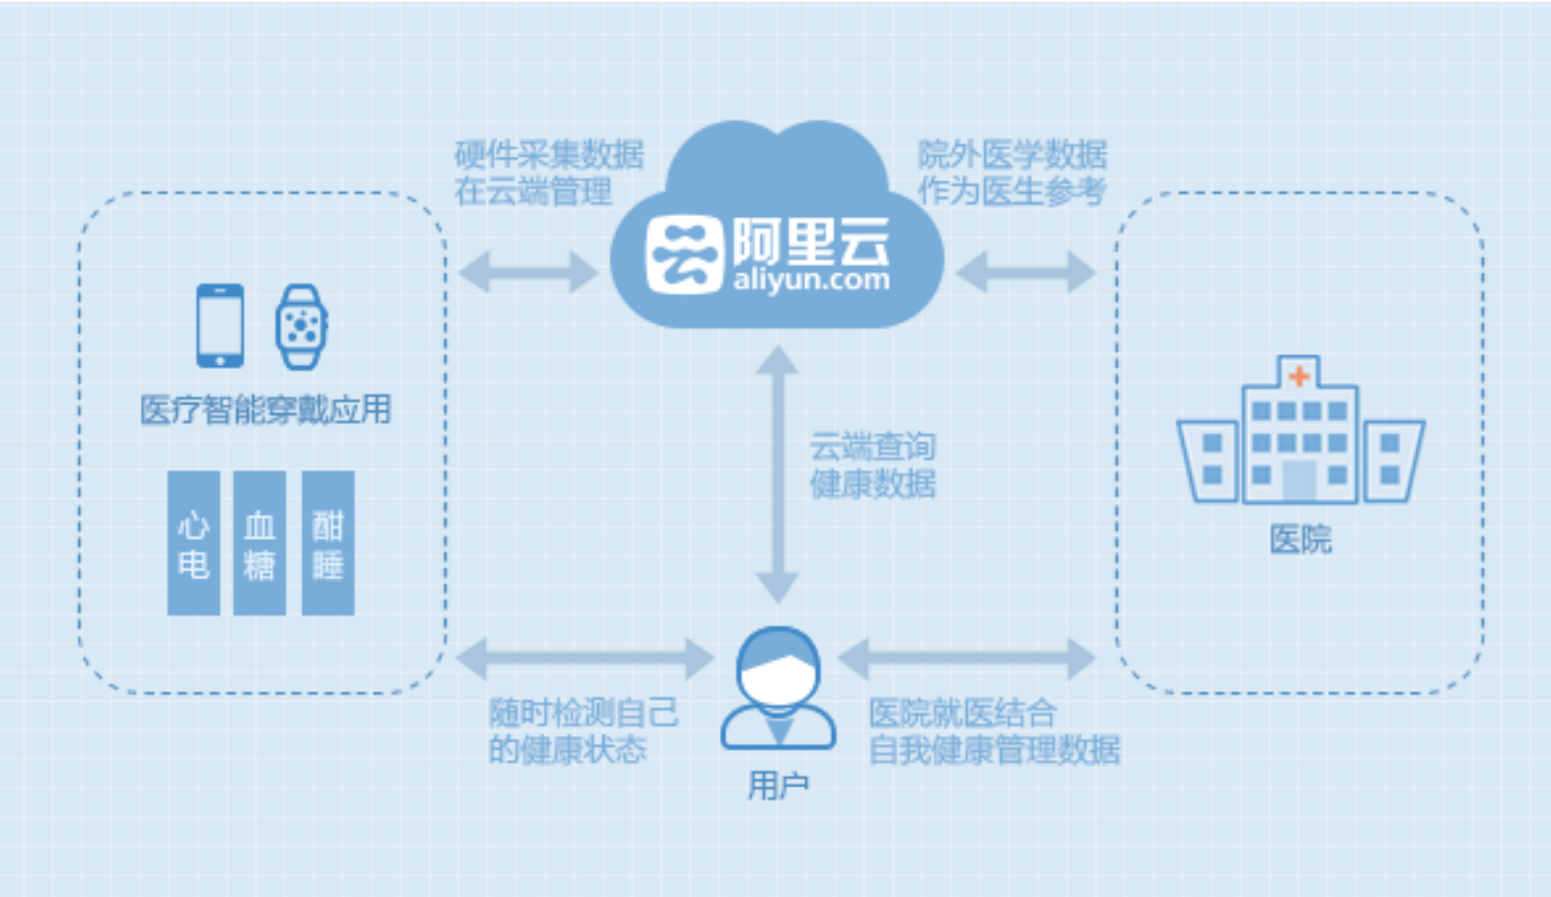 硬件采集数据
在云端管理
院外医学数据
作为医生参考
阿里云
aliyun.com
医疗智能穿戴应用
心电
血糖
酣睡
云端查询
健康数据
医院
随时检测自己
的健康状态
医院就医结合
自我健康管理数据
用户